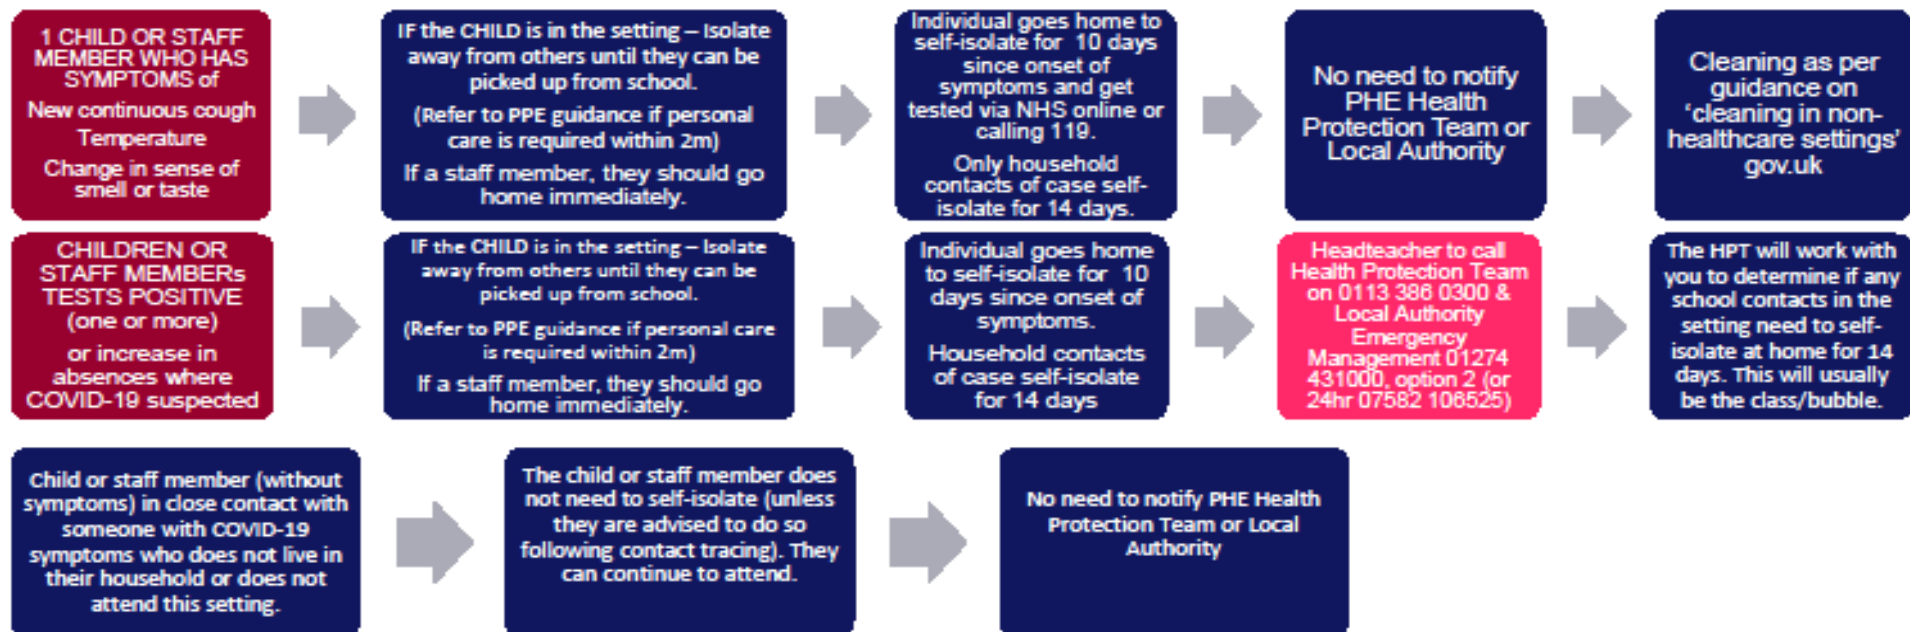 1 CHILD OR STAFF
MEMBER WHO HAS
SYMPTOMS of
New continuous cough
Temperature
Change in sense of
smell or taste
IF the CHILD is in the setting – Isolate
away from others until they can be
picked up from school.
(Refer to PPE guidance if personal
care is required within 2m)
If a staff member, they should go
home immediately.
Individual goes home to
self-isolate for 10 days
since onset of
symptoms and get
tested via NHS online or
calling 119.
Only household
contacts of case self-
isolate for 14 days.
No need to notify
PHE Health
Protection Team or
Local Authority
Cleaning as per
guidance on
‘cleaning in non-
healthcare settings’
gov.uk
CHILDREN OR
STAFF MEMBERs
TESTS POSITIVE
(one or more)
or increase in
absences where
COVID-19 suspected
IF the CHILD is in the setting – Isolate
away from others until they can be
picked up from school.
(Refer to PPE guidance if personal care
is required within 2m)
If a staff member, they should go
home immediately.
Individual goes home
to self-isolate for 10
days since onset of
symptoms.
Household contacts
of case self-isolate
for 14 days
Headteacher to call
Health Protection Team
on 0113 386 0300 &
Local Authority
Emergency
Management 01274
431000, option 2 (or
24hr 07582 106525)
The HPT will work with
you to determine if any
school contacts in the
setting need to self-
isolate at home for 14
days. This will usually
be the class/bubble.
Child or staff member (without
symptoms) in close contact with
someone with COVID-19
symptoms who does not live in
their household or does not
attend this setting.
The child or staff member does
not need to self-isolate (unless
they are advised to do so
following contact tracing). They
can continue to attend.
No need to notify PHE Health
Protection Team or Local
Authority